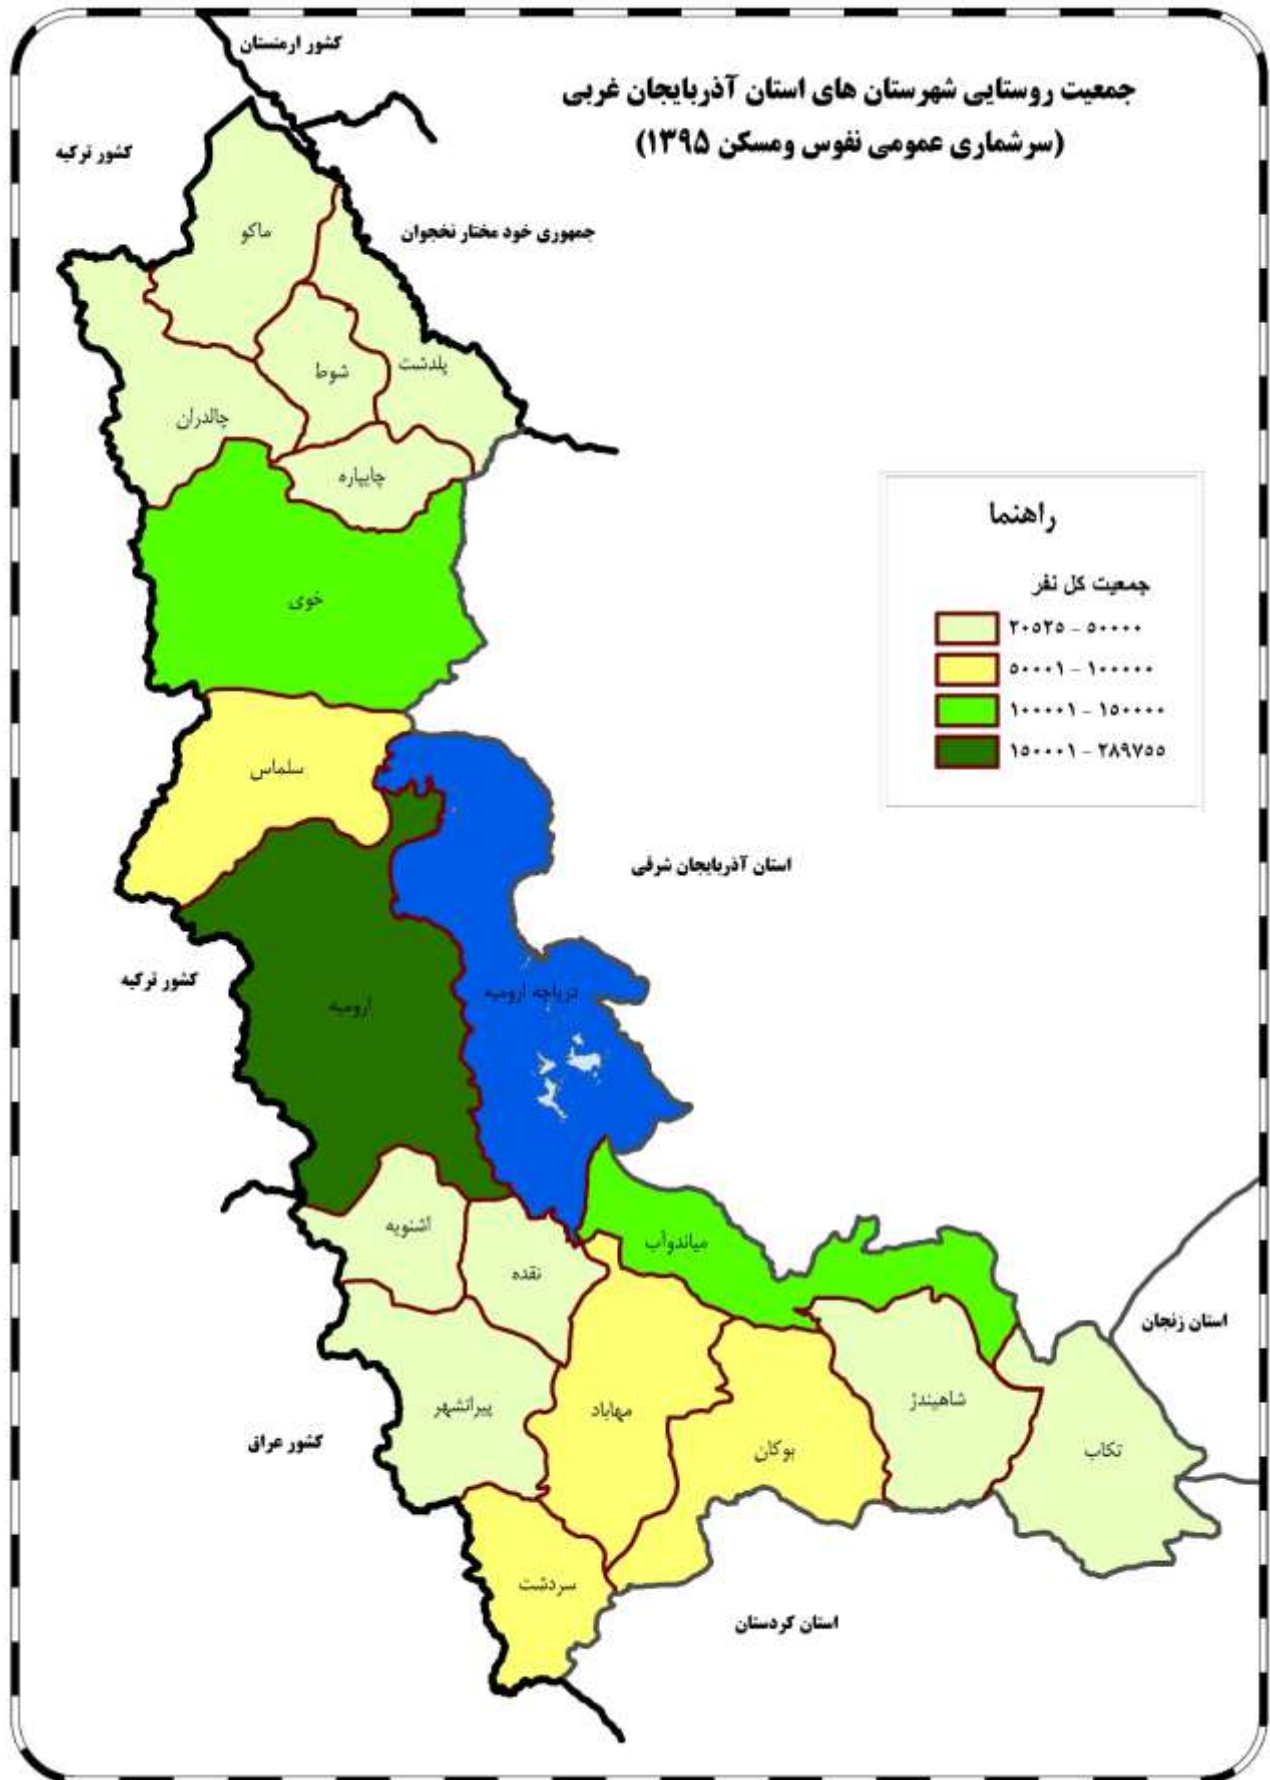 کشور ارمنستان
جمعیت روستایی شهرستان های استان آذربایجان غربی
(سرشماری عمومی نفوس ومسکن ۱۳۹۵)
کشور ترکیه
ماکو
جمهوری خود مختار نخجوان
پلدشت
شوط
چالدران
چایپاره
راهنما
جمعیت کل نفر
۲۰۵۲۵ - ۵۰۰۰۰
۵۰۰۰۱ - ۱۰۰۰۰۰
۱۰۰۰۰۱ - ۱۵۰۰۰۰
۱۵۰۰۰۱ - ۲۸۹۷۵۵
خوی
سلماس
استان آذربایجان شرقی
کشور ترکیه
ارومیه
دریاچه ارومیه
اشنویه
میاندوآب
نقده
استان زنجان
پیرانشهر
مهاباد
شاهیندژ
کشور عراق
بوکان
تکاب
سردشت
استان کردستان